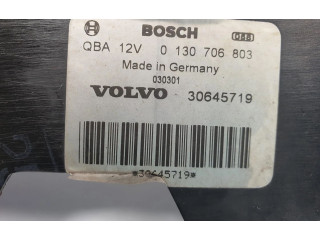 BOSCH
QBA 12V 0 130 706 803
Made in Germany
030301
VOLVO 30645719
*30645719*